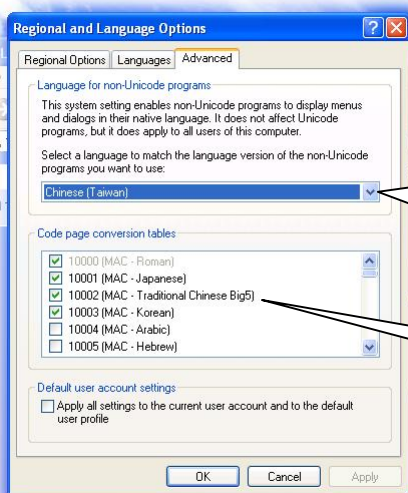 Regional and Language Options
Regional Options
Languages
Advanced
Language for non-Unicode programs
This system setting enables non-Unicode programs to display menus
and dialogs in their native language. It does not affect Unicode
programs, but it does apply to all users of this computer.
Select a language to match the language version of the non-Unicode
programs you want to use:
Chinese (Taiwan)
Code page conversion tables
10000 (MAC - Roman)
10001 (MAC - Japanese)
10002 (MAC - Traditional Chinese Big5)
10003 (MAC - Korean)
10004 (MAC - Arabic)
10005 (MAC - Hebrew)
Default user account settings
Apply all settings to the current user account and to the default
user profile
OK
Cancel
Apply